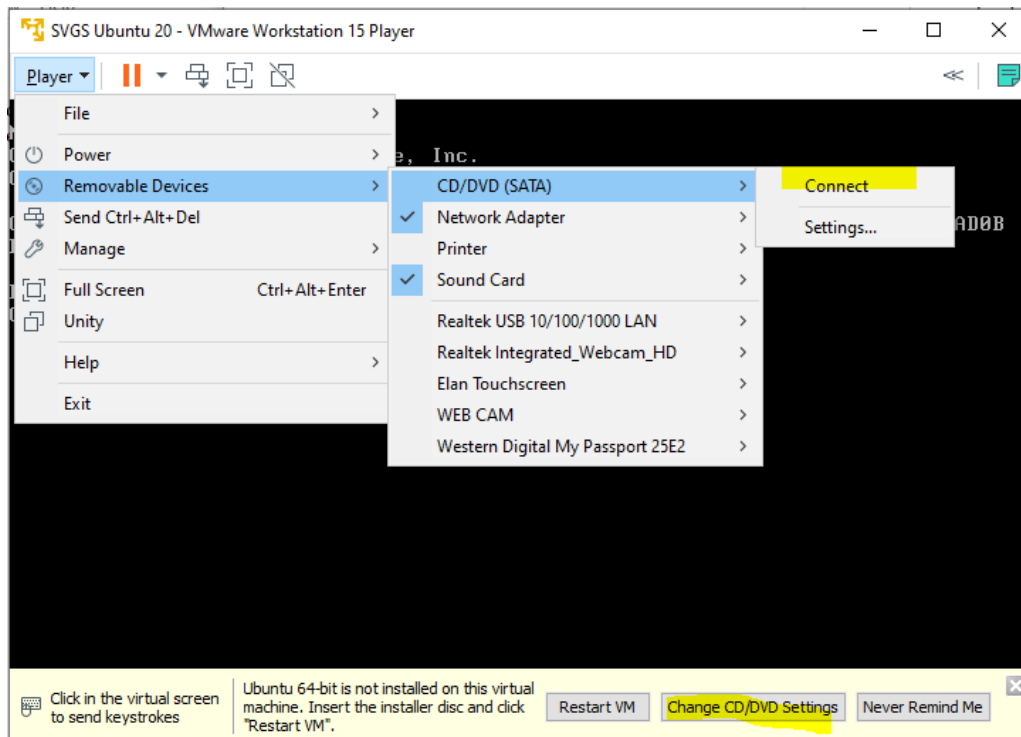 SVGS Ubuntu 20 - VMware Workstation 15 Player
Player
File
Power
Removable Devices
Send Ctrl+Alt+Del
Manage
Full Screen Ctrl+Alt+Enter
Unity
Help
Exit
e, Inc.
CD/DVD (SATA)
Network Adapter
Printer
Sound Card
Realtek USB 10/100/1000 LAN
Realtek Integrated_Webcam_HD
Elan Touchscreen
WEB CAM
Western Digital My Passport 25E2
Connect
Settings...
AD0B
Click in the virtual screen
to send keystrokes
Ubuntu 64-bit is not installed on this virtual
machine. Insert the installer disc and click
"Restart VM".
Restart VM
Change CD/DVD Settings
Never Remind Me